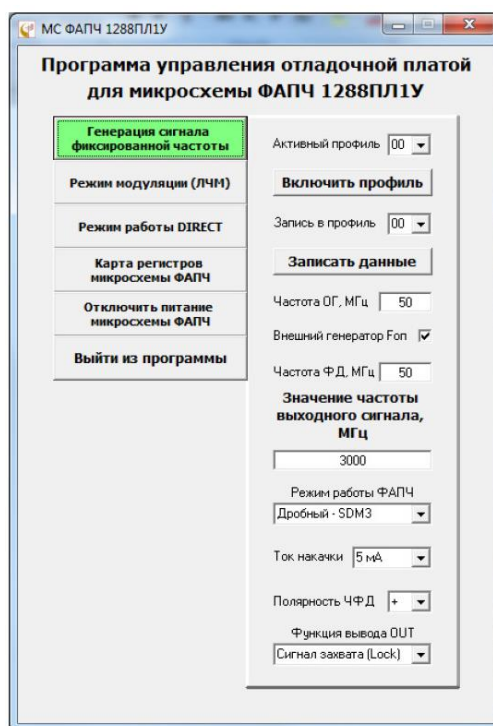 МС ФАПЧ 1288ПЛ1У
Программа управления отладочной платой
для микросхемы ФАПЧ 1288ПЛ1У
Генерация сигнала
фиксированной частоты
Режим модуляции (ЛЧМ)
Режим работы DIRECT
Карта регистров
микросхемы ФАПЧ
Отключить питание
микросхемы ФАПЧ
Выйти из программы
Активный профиль 00
Включить профиль
Запись в профиль 00
Записать данные
Частота ОГ, МГц 50
Внешний генератор Fоп
Частота ФД, МГц 50
Значение частоты
выходного сигнала,
МГц
3000
Режим работы ФАПЧ
Дробный - SDM3
Ток накачки 5 мА
Полярность ЧФД +
Функция вывода OUT
Сигнал захвата (Lock)